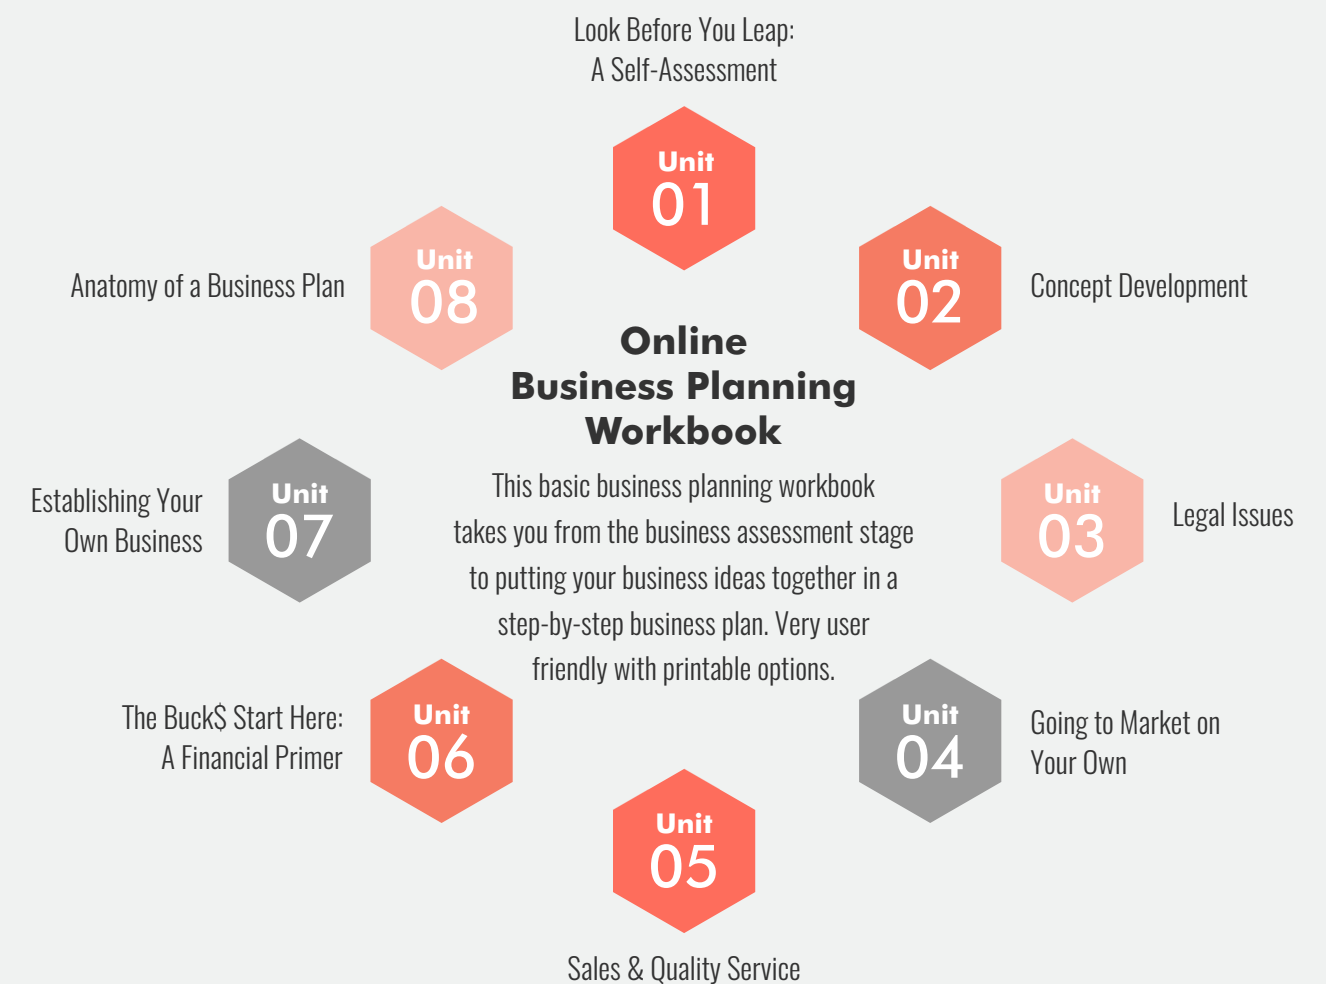 Look Before You Leap:
A Self-Assessment
Unit
01
Unit
02
Concept Development
Unit
03
Legal Issues
Unit
04
Going to Market on
Your Own
Unit
05
Sales & Quality Service
Unit
06
The Buck$ Start Here:
A Financial Primer
Unit
07
Establishing Your
Own Business
Unit
08
Anatomy of a Business Plan
Online
Business Planning
Workbook
This basic business planning workbook
takes you from the business assessment stage
to putting your business ideas together in a
step-by-step business plan. Very user
friendly with printable options.